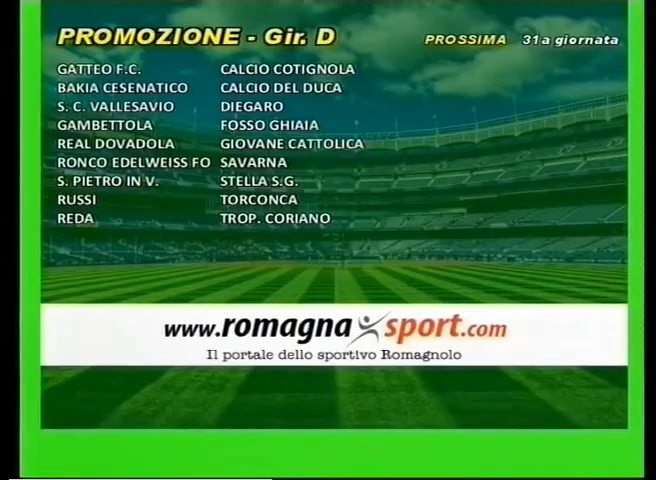 PROMOZIONE - Gir. D
PROSSIMA 31a giornata
GATTEO F.C. CALCIO COTIGNOLA
BAKIA CESENATICO CALCIO DEL DUCA
S. C. VALLESAVIO DIEGARO
GAMBETTOLA FOSSO GHIAIA
REAL DOVADOLA GIOVANE CATTOLICA
RONCO EDELWEISS FO SAVARNA
S. PIETRO IN V. STELLA S.G.
RUSSI TORCONCA
REDA TROP. CORIANO
www.romagnasport.com
Il portale dello sportivo Romagnolo